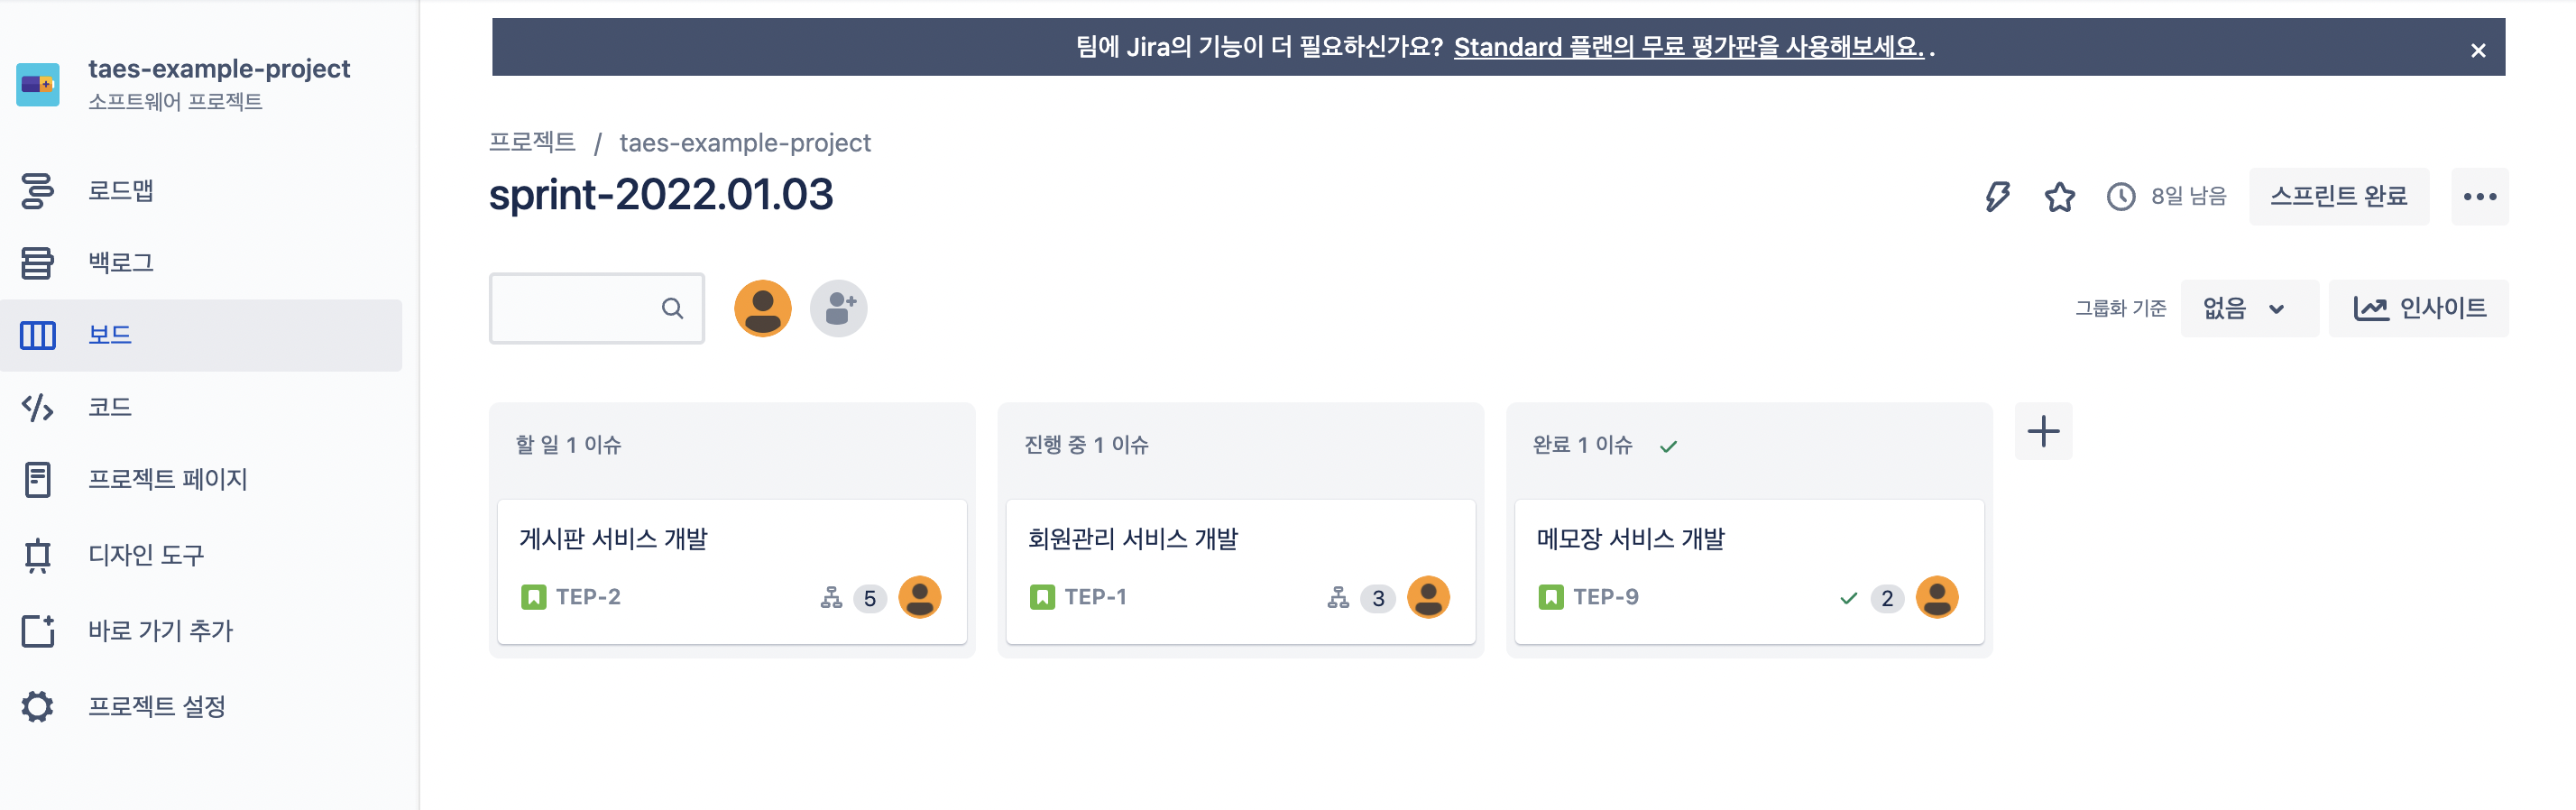 팀에 Jira의 기능이 더 필요하신가요? Standard 플랜의 무료 평가판을 사용해보세요. .
taes-example-project
소프트웨어 프로젝트
로드맵
백로그
보드
코드
프로젝트 페이지
디자인 도구
바로 가기 추가
프로젝트 설정
프로젝트 / taes-example-project
sprint-2022.01.03
8일 남음
스프린트 완료
그룹화 기준
없음
인사이트
할 일 1 이슈
게시판 서비스 개발
TEP-2
5
진행 중 1 이슈
회원관리 서비스 개발
TEP-1
3
완료 1 이슈
메모장 서비스 개발
TEP-9
2